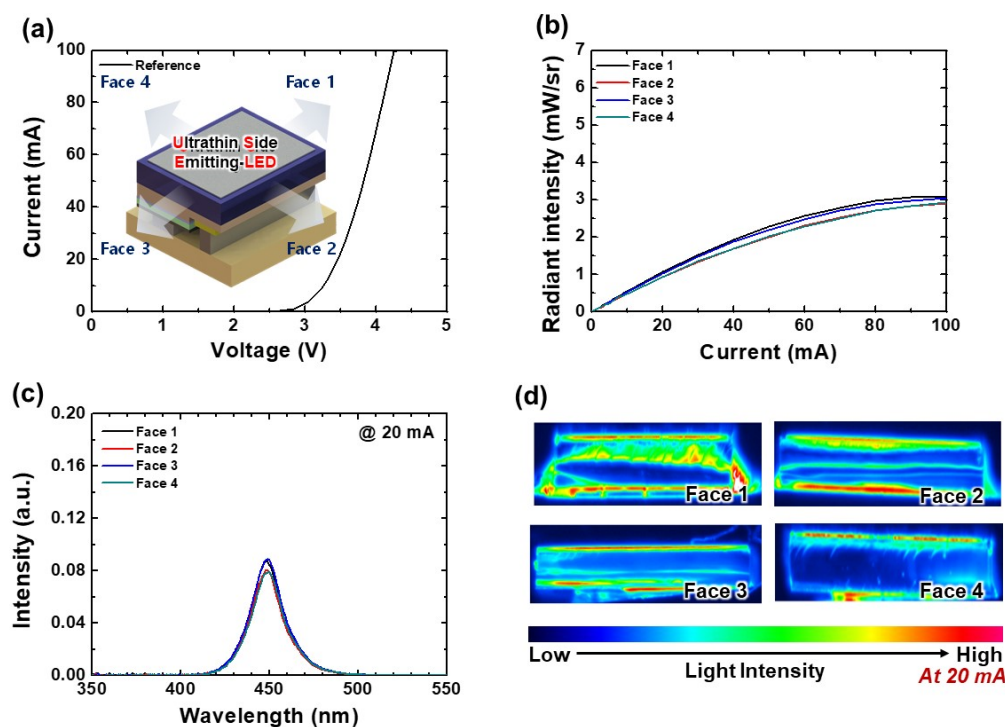 (a)
100
80
60
40
20
0
Current (mA)
Reference
Face 4
Face 1
Ultrathin Side
Emitting-LED
Face 3
Face 2
0 1 2 3 4 5
Voltage (V)
(b)
7
6
5
4
3
2
1
0
Radiant intensity (mW/sr)
Face 1
Face 2
Face 3
Face 4
0 20 40 60 80 100
Current (mA)
(c)
0.20
0.16
0.12
0.08
0.04
0.00
Intensity (a.u.)
Face 1
Face 2
Face 3
Face 4
@ 20 mA
350 400 450 500 550
Wavelength (nm)
(d)
Face 1
Face 2
Face 3
Face 4
Low High
Light Intensity
At 20 mA